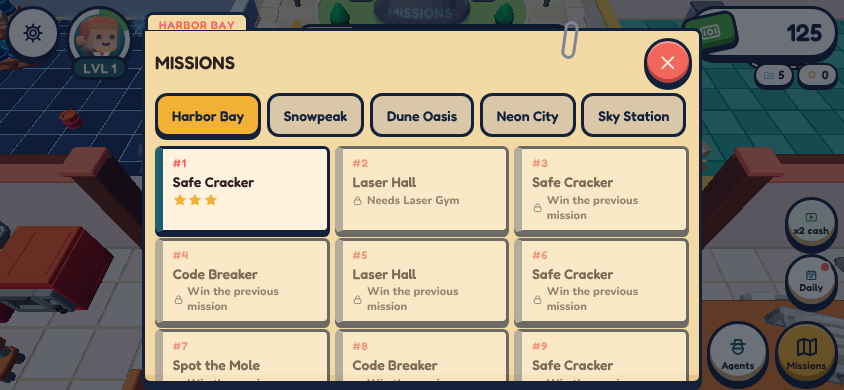 HARBOR BAY
MISSIONS
MISSIONS
125
5
0
LVL 1
Harbor Bay
Snowpeak
Dune Oasis
Neon City
Sky Station
#1
Safe Cracker
#2
Laser Hall
Needs Laser Gym
#3
Safe Cracker
Win the previous
mission
#4
Code Breaker
Win the previous
mission
#5
Laser Hall
Win the previous
mission
#6
Safe Cracker
Win the previous
mission
#7
Spot the Mole
#8
Code Breaker
#9
Safe Cracker
x2 cash
Daily
Agents
Missions